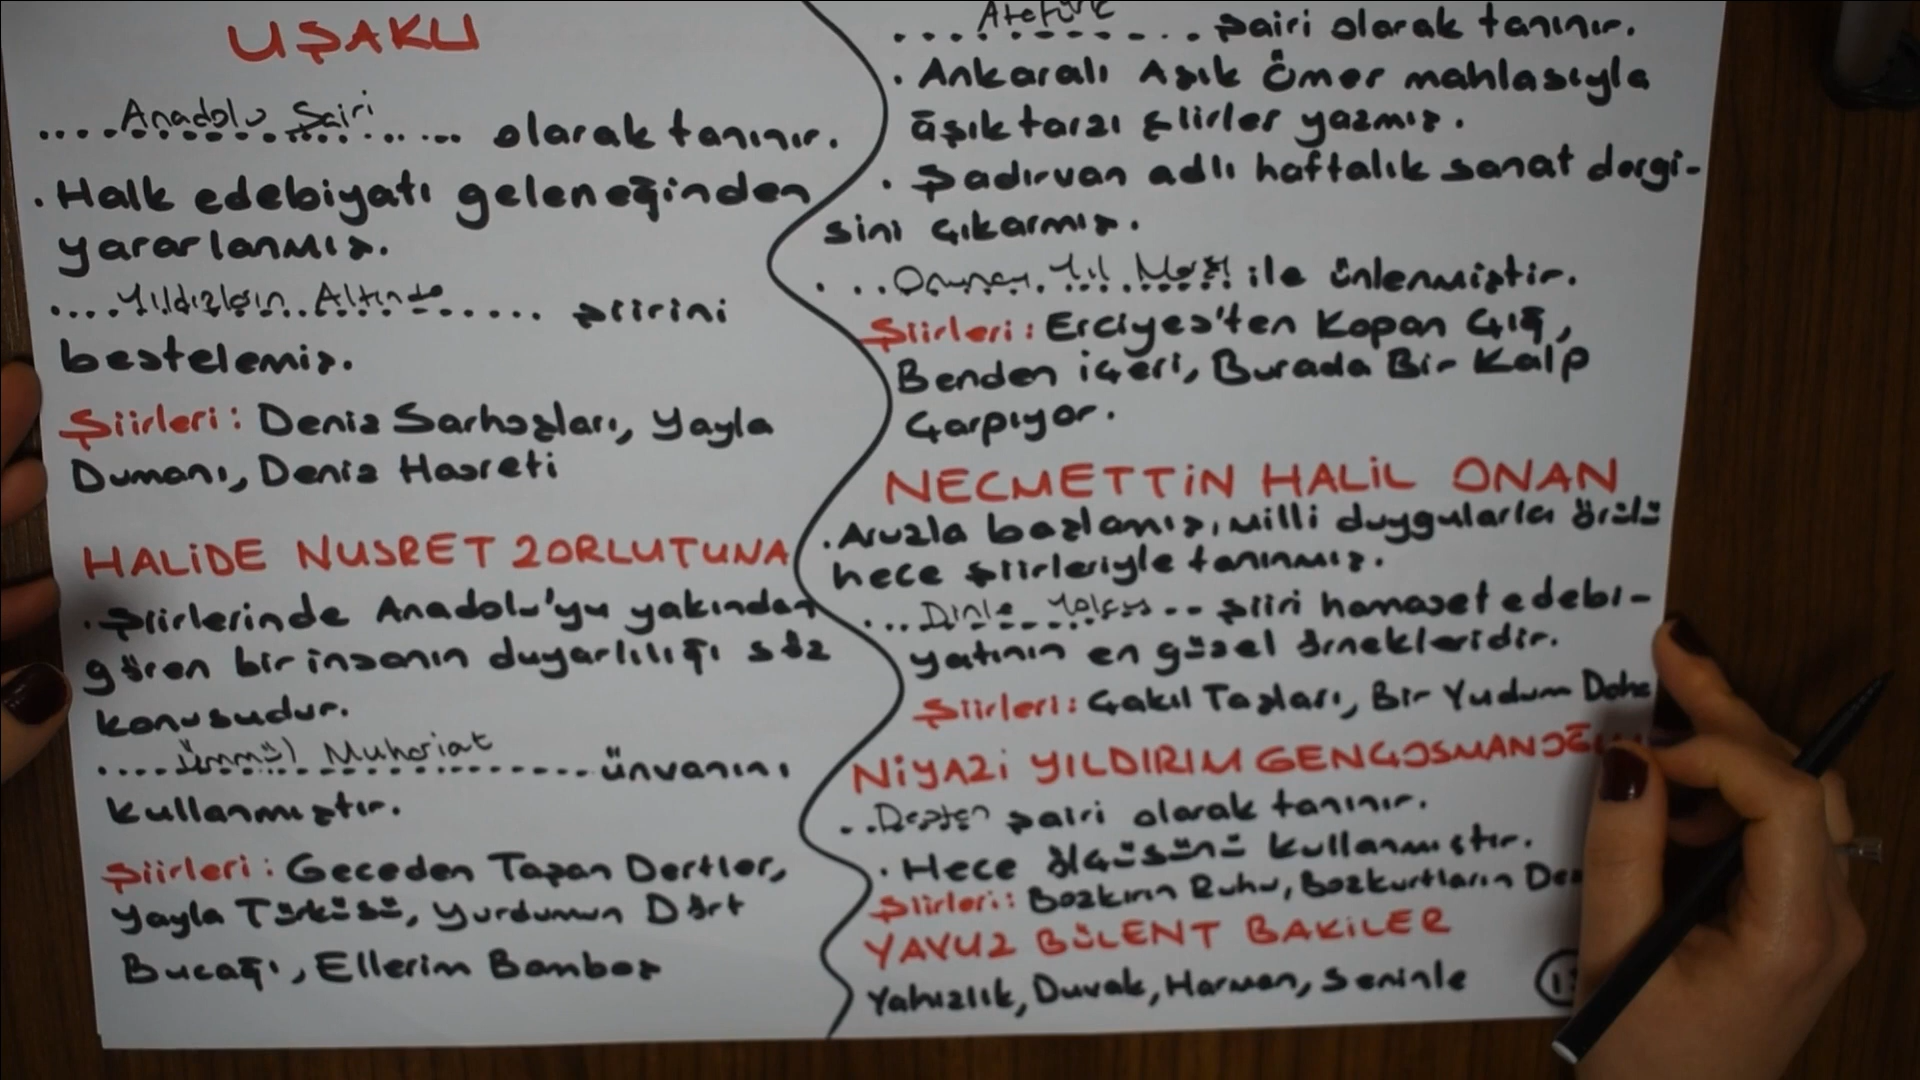 UŞAKLI
....Anadolu Şairi.... olarak tanınır.
. Halk edebiyatı geleneğinden
yararlanmış.
....Yıldızların Altında..... şiirini
bestelemiş.
Şiirleri: Deniz Sarhoşları, Yayla
Dumanı, Deniz Hasreti
HALİDE NUSRET ZORLUTUNA
. Şiirlerinde Anadolu'yu yakından
gören bir insanın duyarlılığı söz
konusudur.
....Ümmül Muhariat....... ünvanını
kullanmıştır.
Şiirleri: Geceden Taşan Dertler,
Yayla Türküsü, Yurdumun Dört
Bucağı, Ellerim Bomboş
....Atatürk..... şairi olarak tanınır.
. Ankaralı Aşık Ömer mahlasıyla
âşık tarzı şiirler yazmış.
. Şadırvan adlı haftalık sanat dergi-
sini çıkarmış.
. ..Onuncu Yıl Marşı ile ünlenmiştir.
Şiirleri: Erciyes'ten Kopan Çığ,
Benden içeri, Burada Bir Kalp
Çarpıyor.
NECMETTİN HALİL ONAN
. Aruzla başlamış, milli duygularla örülü
hece şiirleriyle tanınmış.
...Dinle Yolcu.. şiiri hamaset edebi-
yatının en güzel örnekleridir.
Şiirleri: Çakıl Taşları, Bir Yudum Daha
NİYAZİ YILDIRIM GENÇOSMANOĞ
..Destan şairi olarak tanınır.
. Hece ölçüsünü kullanmıştır.
Şiirleri: Bozkırın Ruhu, Bozkurtların Des
YAVUZ BÜLENT BAKİLER
Yalnızlık, Duvak, Harman, Seninle